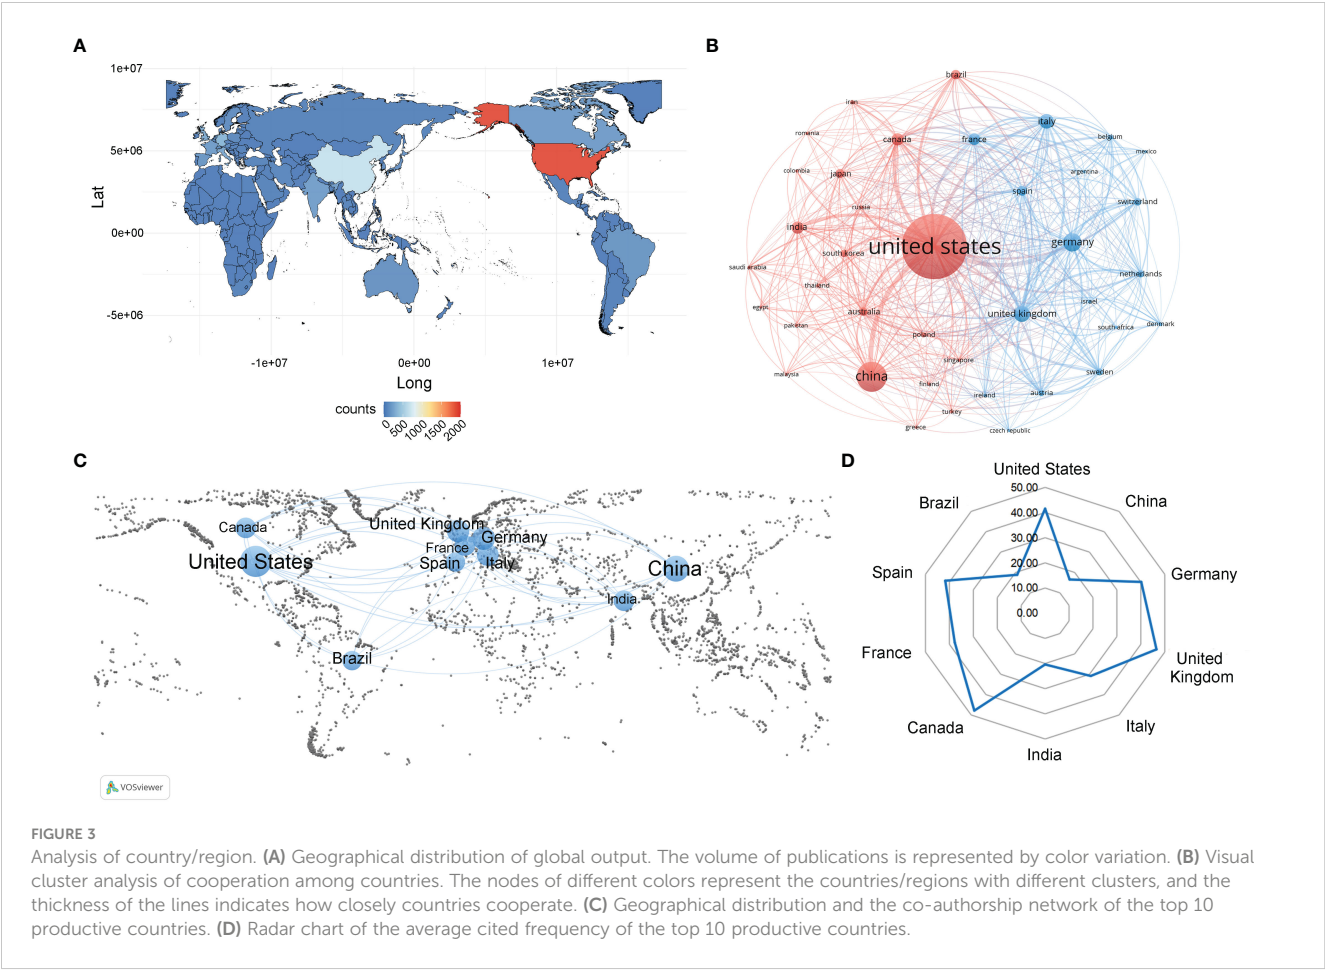 A
1e+07
5e+06
0e+00
-5e+06
Lat
-1e+07
0e+00
1e+07
Long
counts
0
500
1000
1500
2000
B
brazil
iran
italy
romania
canada
france
belgium
mexico
colombia
japan
argentina
spain
russia
switzerland
india
united states
germany
south korea
saudi arabia
netherlands
thailand
egypt
israel
australia
united kingdom
pakistan
south africa
denmark
poland
singapore
malaysia
china
finland
sweden
ireland
austria
turkey
greece
czech republic
C
Canada
United Kingdom
Germany
United States
France
Spain
Italy
China
India
Brazil
VOSviewer
D
United States
50.00
Brazil
China
40.00
30.00
20.00
Spain
Germany
10.00
0.00
France
United
Kingdom
Canada
Italy
India
FIGURE 3
Analysis of country/region. (A) Geographical distribution of global output. The volume of publications is represented by color variation. (B) Visual
cluster analysis of cooperation among countries. The nodes of different colors represent the countries/regions with different clusters, and the
thickness of the lines indicates how closely countries cooperate. (C) Geographical distribution and the co-authorship network of the top 10
productive countries. (D) Radar chart of the average cited frequency of the top 10 productive countries.